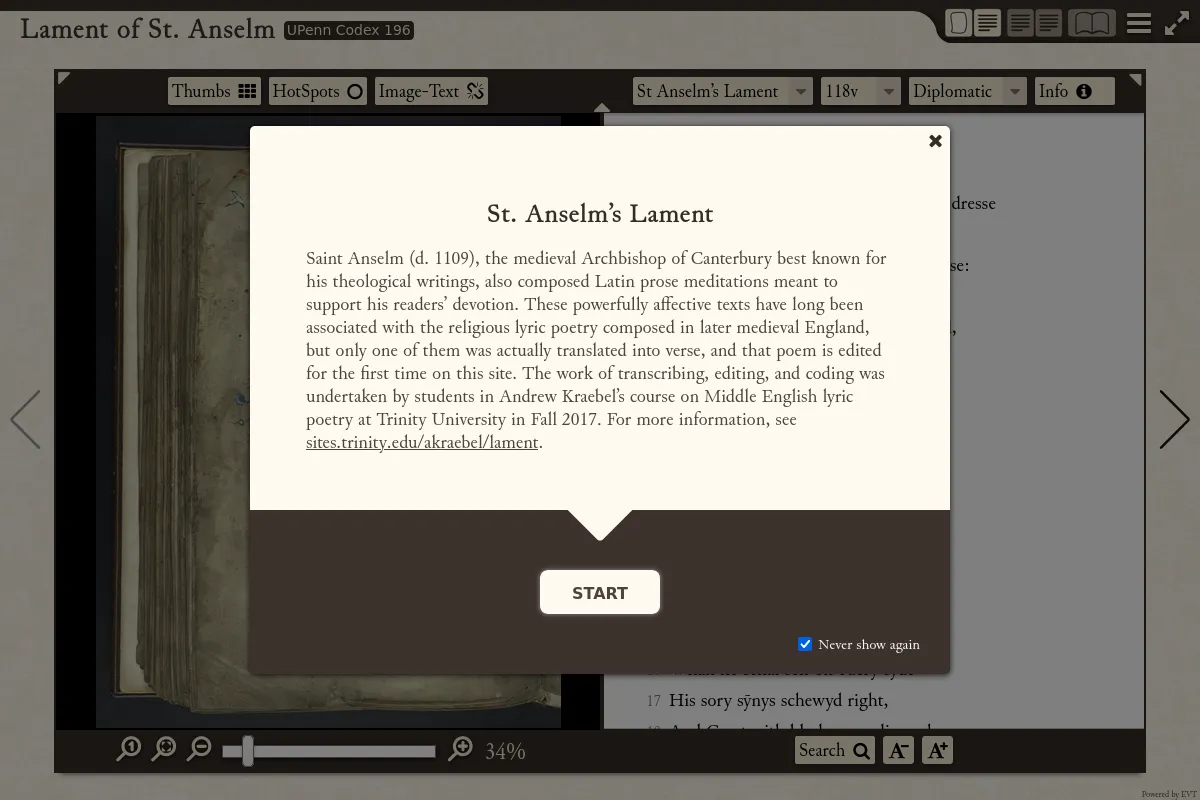 Lament of St. Anselm UPenn Codex 196
Thumbs HotSpots Image-Text St Anselm's Lament 118v Diplomatic Info
dresse
se:
St. Anselm's Lament
Saint Anselm (d. 1109), the medieval Archbishop of Canterbury best known for
his theological writings, also composed Latin prose meditations meant to
support his readers' devotion. These powerfully affective texts have long been
associated with the religious lyric poetry composed in later medieval England,
but only one of them was actually translated into verse, and that poem is edited
for the first time on this site. The work of transcribing, editing, and coding was
undertaken by students in Andrew Kraebel's course on Middle English lyric
poetry at Trinity University in Fall 2017. For more information, see
sites.trinity.edu/akraebel/lament.
START
Never show again
17 His sory sȳnys schewyd right,
34% Search A- A+
Powered by EVT